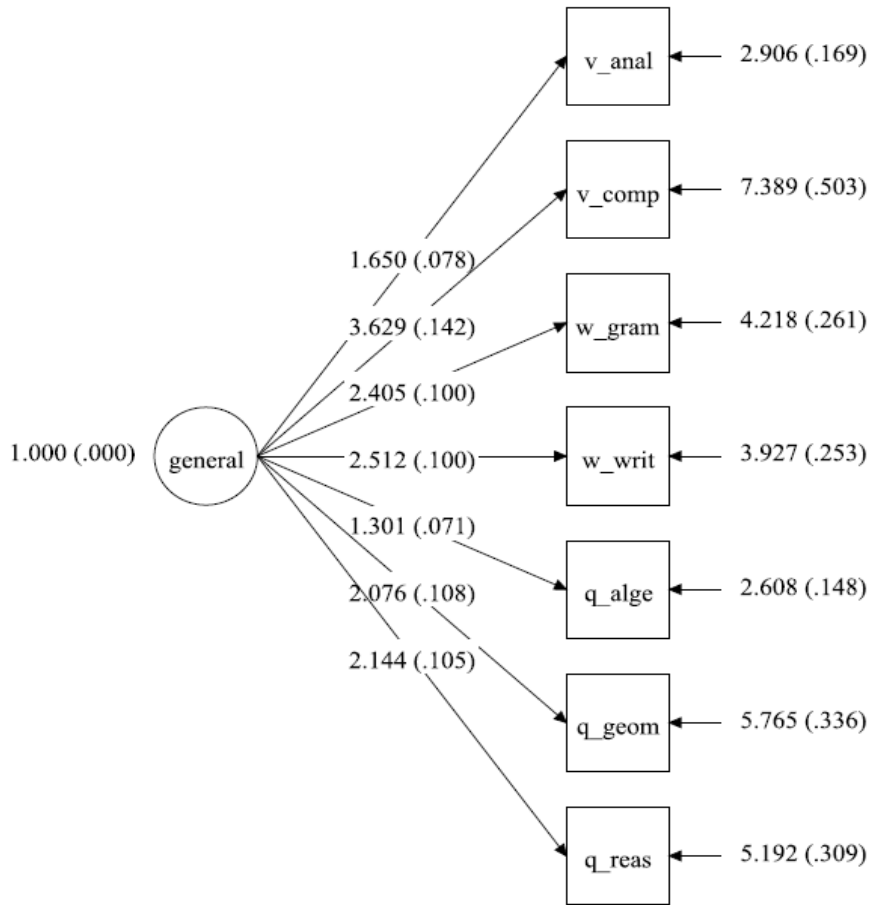 v_anal
2.906 (.169)
v_comp
7.389 (.503)
1.650 (.078)
3.629 (.142)
w_gram
4.218 (.261)
2.405 (.100)
1.000 (.000)
general
2.512 (.100)
w_writ
3.927 (.253)
1.301 (.071)
2.076 (.108)
q_alge
2.608 (.148)
2.144 (.105)
q_geom
5.765 (.336)
q_reas
5.192 (.309)